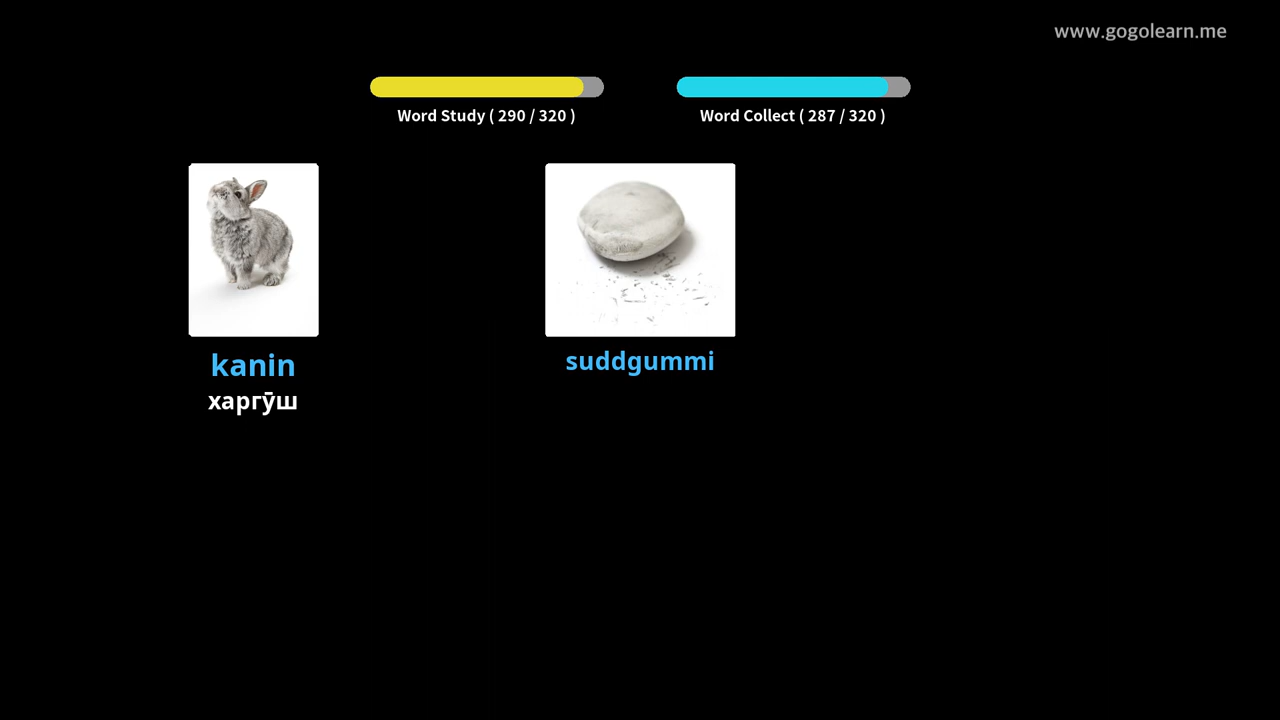 www.gogolearn.me
Word Study ( 290 / 320 )
Word Collect ( 287 / 320 )
kanin
харгӯш
suddgummi